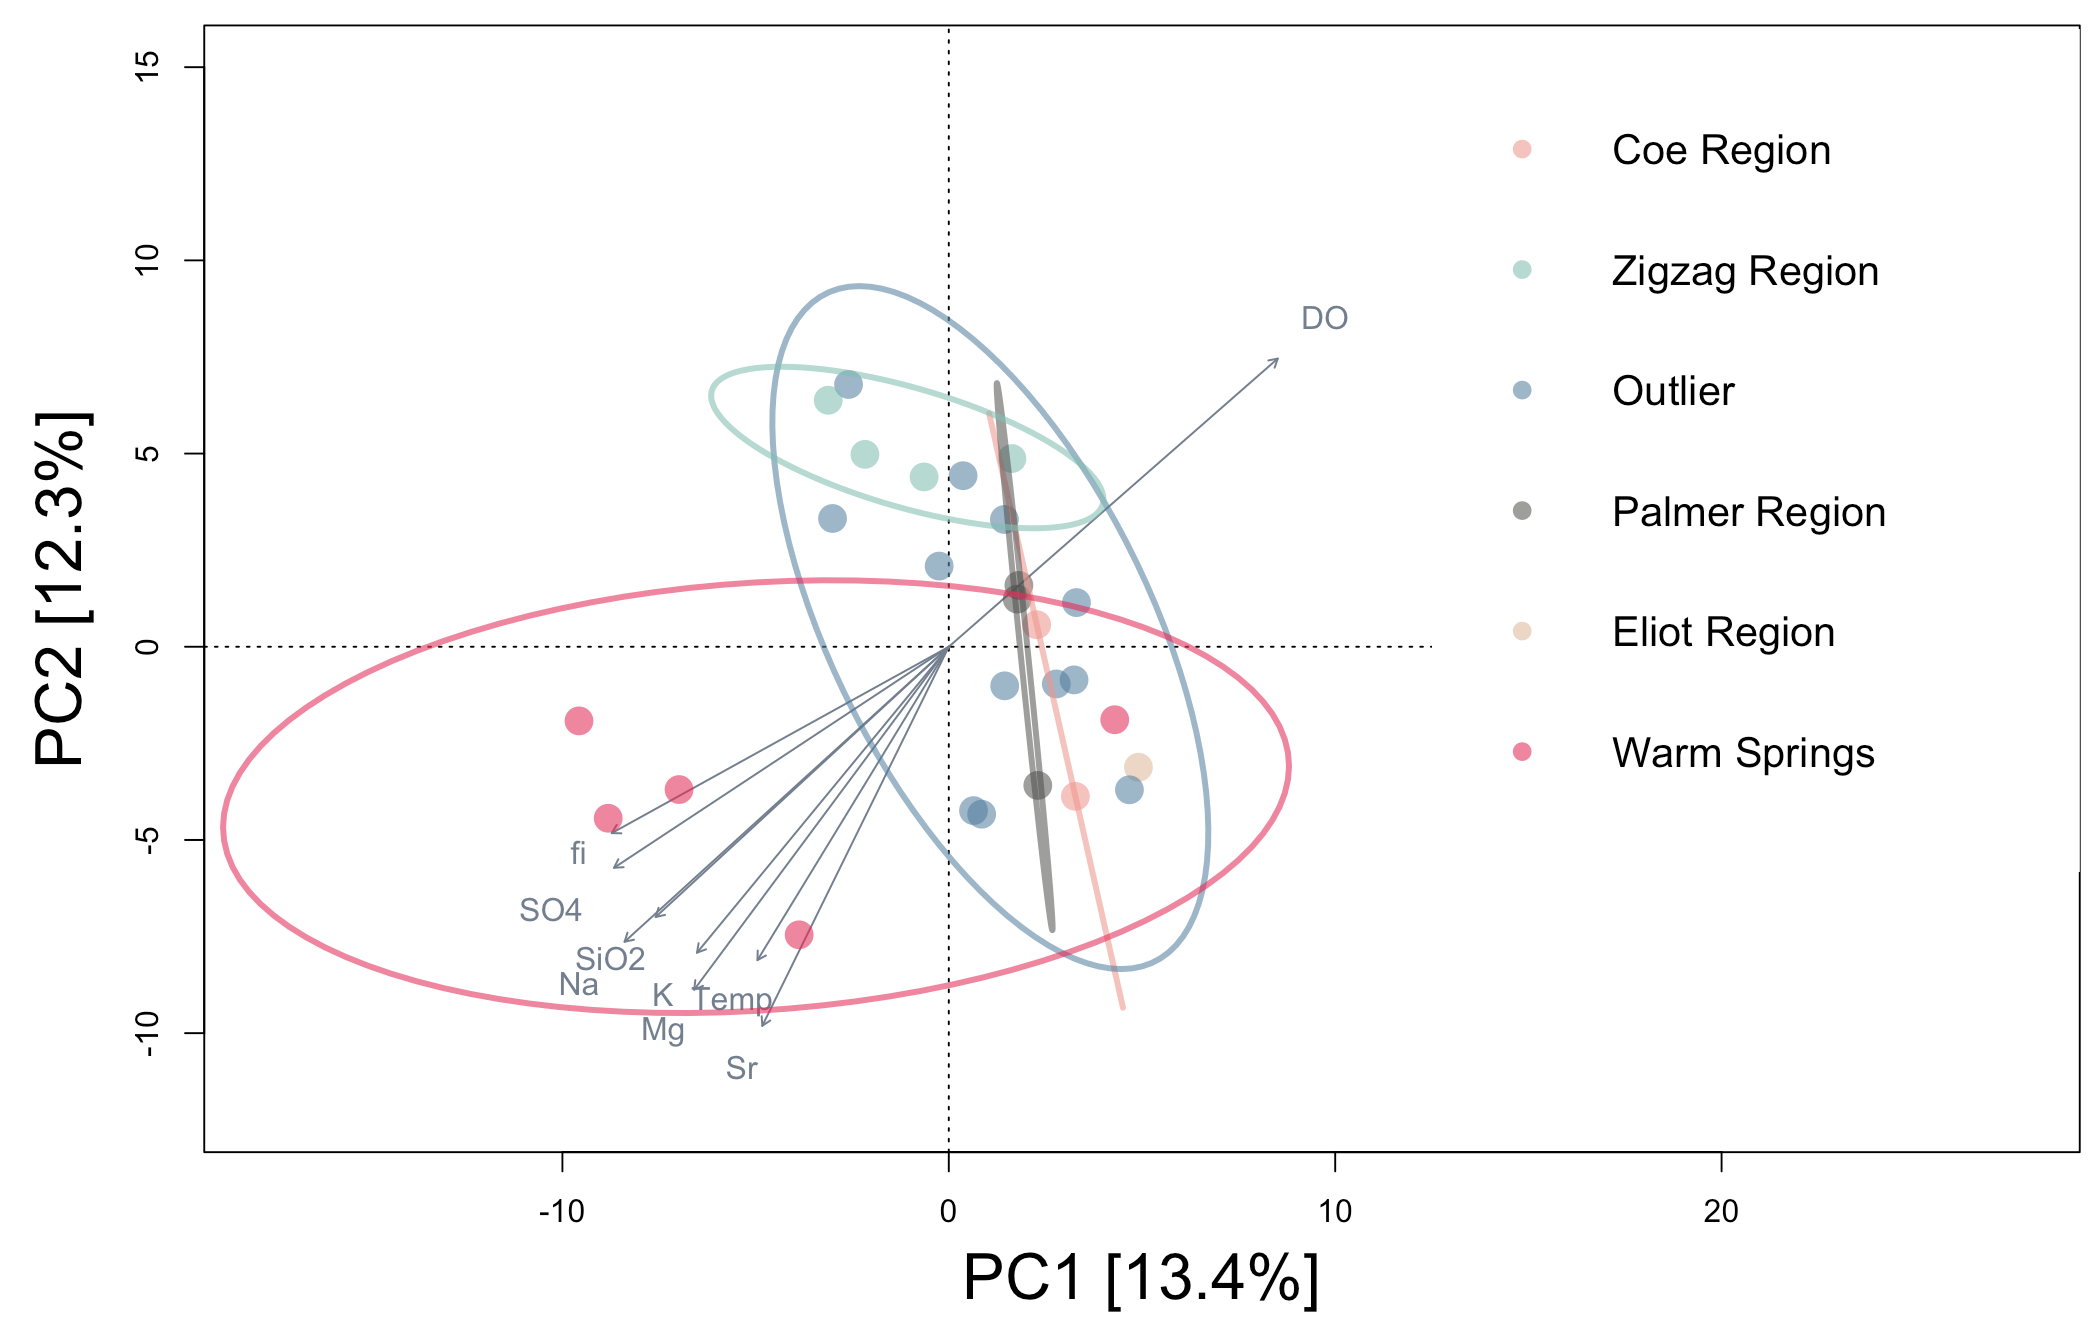 15
10
5
0
-5
-10
PC2 [12.3%]
DO
Coe Region
Zigzag Region
Outlier
Palmer Region
Eliot Region
Warm Springs
fi
SO4
SiO2
Na
K
Temp
Mg
Sr
-10
0
10
20
PC1 [13.4%]